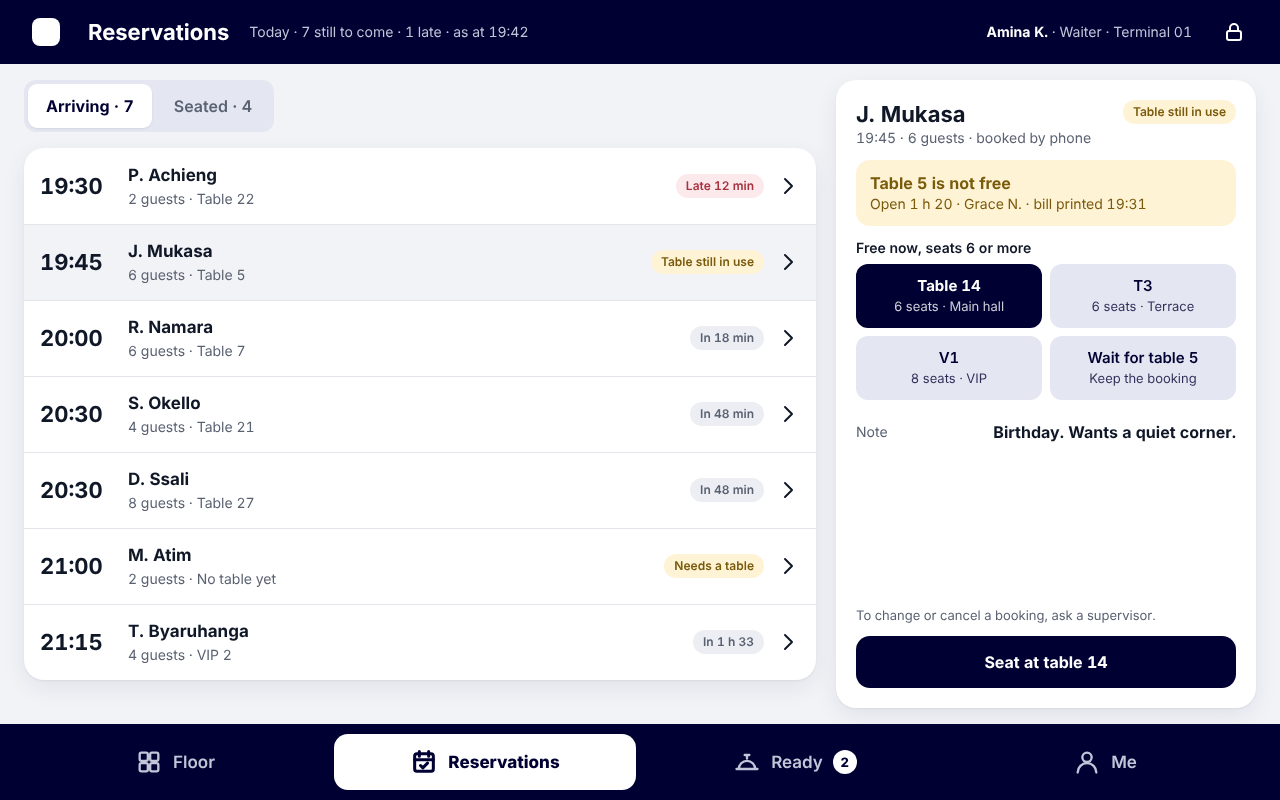 Reservations
Today · 7 still to come · 1 late · as at 19:42
Amina K. · Waiter · Terminal 01
Arriving · 7
Seated · 4
19:30
P. Achieng
2 guests · Table 22
Late 12 min
19:45
J. Mukasa
6 guests · Table 5
Table still in use
20:00
R. Namara
6 guests · Table 7
In 18 min
20:30
S. Okello
4 guests · Table 21
In 48 min
20:30
D. Ssali
8 guests · Table 27
In 48 min
21:00
M. Atim
2 guests · No table yet
Needs a table
21:15
T. Byaruhanga
4 guests · VIP 2
In 1 h 33
J. Mukasa
Table still in use
19:45 · 6 guests · booked by phone
Table 5 is not free
Open 1 h 20 · Grace N. · bill printed 19:31
Free now, seats 6 or more
Table 14
6 seats · Main hall
T3
6 seats · Terrace
V1
8 seats · VIP
Wait for table 5
Keep the booking
Note
Birthday. Wants a quiet corner.
To change or cancel a booking, ask a supervisor.
Seat at table 14
Floor
Reservations
Ready 2
Me